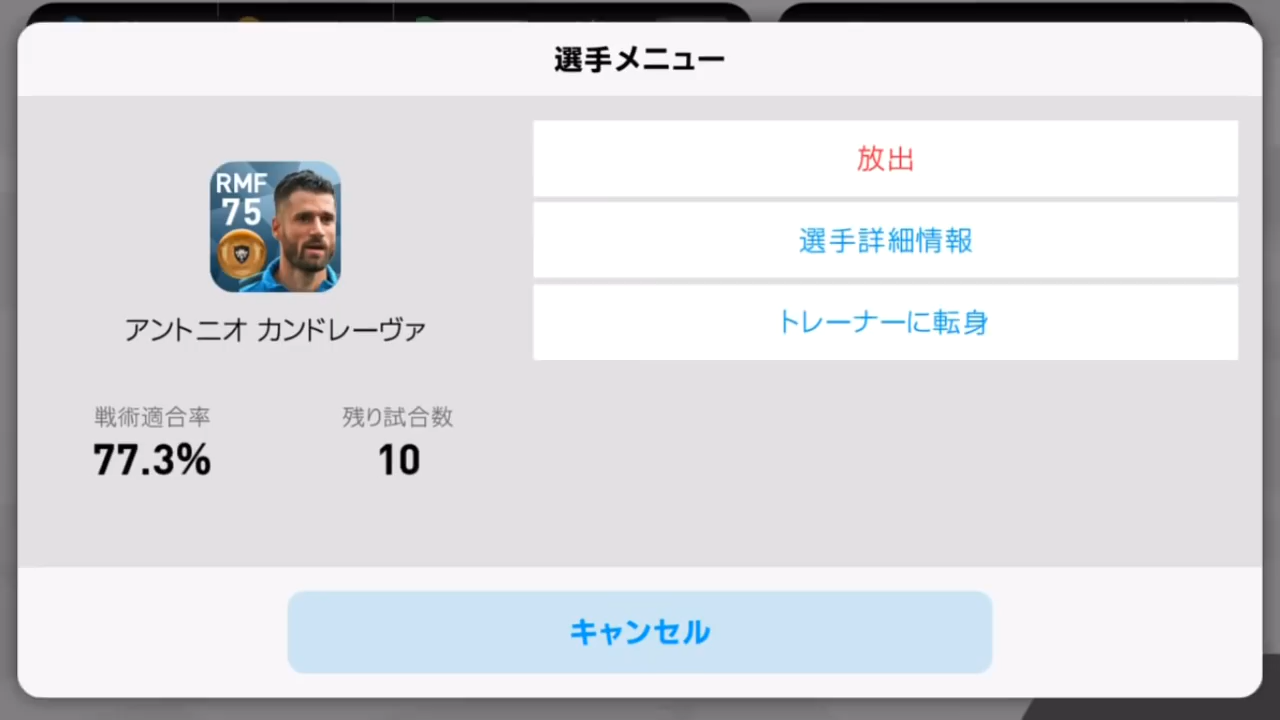 選手メニュー
RMF
75
アントニオ カンドレーヴァ
戦術適合率
残り試合数
77.3%
10
放出
選手詳細情報
トレーナーに転身
キャンセル